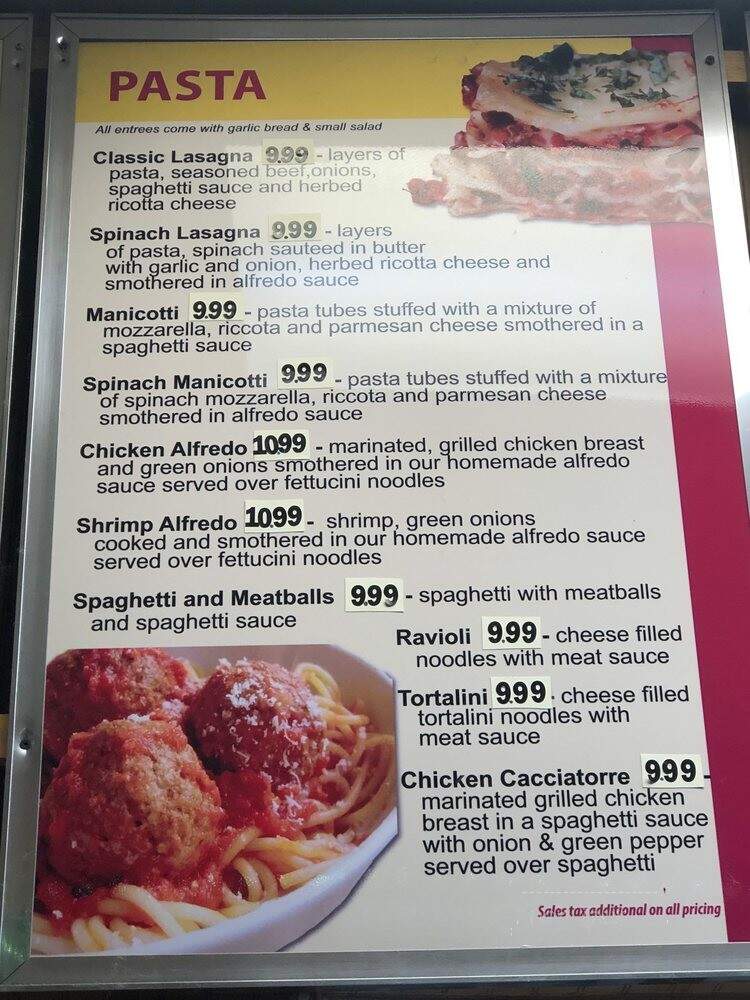 PASTA
All entrees come with garlic bread & small salad
Classic Lasagna 9.99 - layers of
pasta, seasoned beef,onions,
spaghetti sauce and herbed
ricotta cheese
Spinach Lasagna 9.99 - layers
of pasta, spinach sauteed in butter
with garlic and onion, herbed ricotta cheese and
smothered in alfredo sauce
Manicotti 9.99 - pasta tubes stuffed with a mixture of
mozzarella, riccota and parmesan cheese smothered in a
spaghetti sauce
Spinach Manicotti 9.99 - pasta tubes stuffed with a mixture
of spinach mozzarella, riccota and parmesan cheese
smothered in alfredo sauce
Chicken Alfredo 10.99 - marinated, grilled chicken breast
and green onions smothered in our homemade alfredo
sauce served over fettucini noodles
Shrimp Alfredo 10.99 - shrimp, green onions
cooked and smothered in our homemade alfredo sauce
served over fettucini noodles
Spaghetti and Meatballs 9.99 - spaghetti with meatballs
and spaghetti sauce
Ravioli 9.99 - cheese filled
noodles with meat sauce
Tortalini 9.99 - cheese filled
tortalini noodles with
meat sauce
Chicken Cacciatorre 9.99 -
marinated grilled chicken
breast in a spaghetti sauce
with onion & green pepper
served over spaghetti
Sales tax additional on all pricing